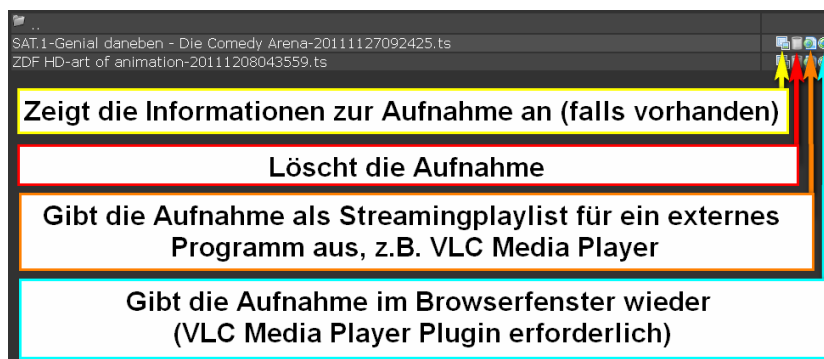 ..
SAT.1-Genial daneben - Die Comedy Arena-20111127092425.ts
ZDF HD-art of animation-20111208043559.ts
Zeigt die Informationen zur Aufnahme an (falls vorhanden)
Löscht die Aufnahme
Gibt die Aufnahme als Streamingplaylist für ein externes
Programm aus, z.B. VLC Media Player
Gibt die Aufnahme im Browserfenster wieder
(VLC Media Player Plugin erforderlich)